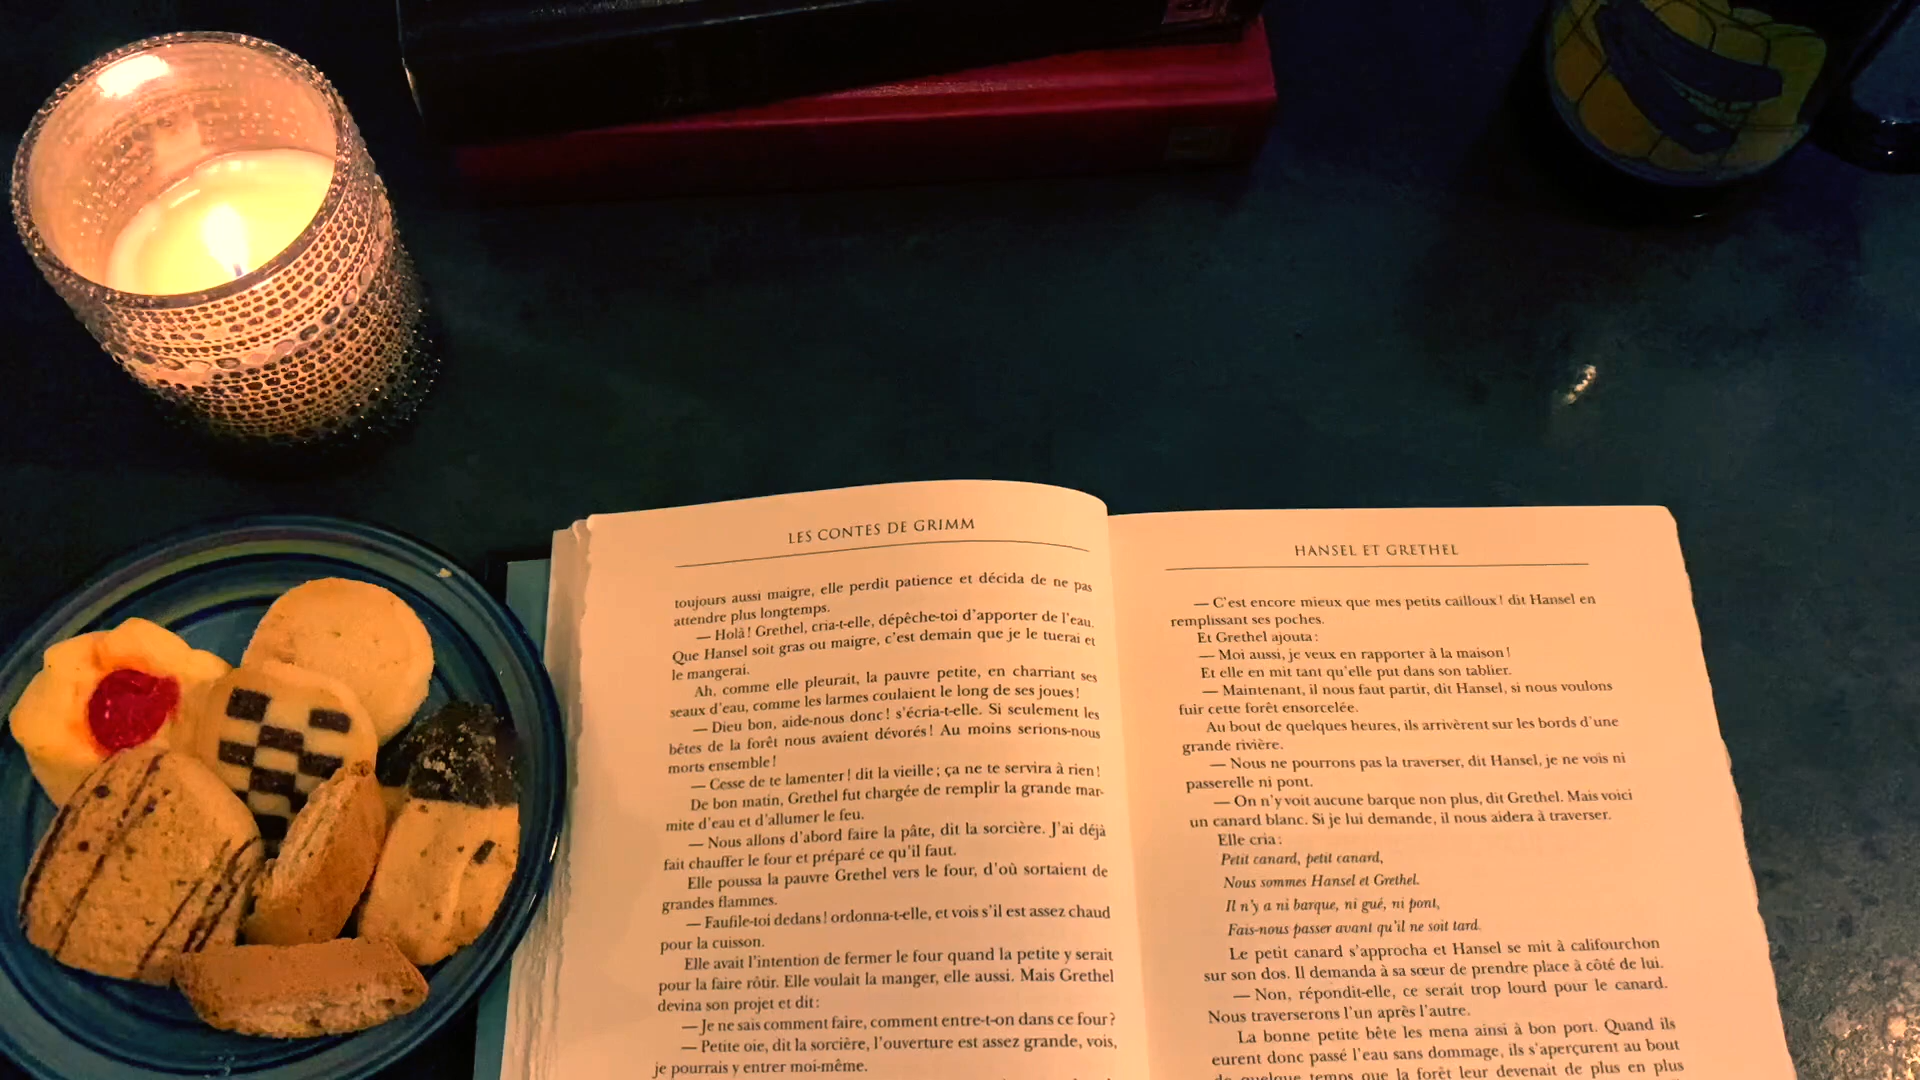 LES CONTES DE GRIMM
toujours aussi maigre, elle perdit patience et décida de ne pas
attendre plus longtemps.
— Holà ! Grethel, cria-t-elle, dépêche-toi d'apporter de l'eau.
Que Hansel soit gras ou maigre, c'est demain que je le tuerai et
le mangerai.
Ah, comme elle pleurait, la pauvre petite, en charriant ses
seaux d'eau, comme les larmes coulaient le long de ses joues !
— Dieu bon, aide-nous donc ! s'écria-t-elle. Si seulement les
bêtes de la forêt nous avaient dévorés ! Au moins serions-nous
morts ensemble !
— Cesse de te lamenter ! dit la vieille ; ça ne te servira à rien !
De bon matin, Grethel fut chargée de remplir la grande mar-
mite d'eau et d'allumer le feu.
— Nous allons d'abord faire la pâte, dit la sorcière. J'ai déjà
fait chauffer le four et préparé ce qu'il faut.
Elle poussa la pauvre Grethel vers le four, d'où sortaient de
grandes flammes.
— Faufile-toi dedans ! ordonna-t-elle, et vois s'il est assez chaud
pour la cuisson.
Elle avait l'intention de fermer le four quand la petite y serait
pour la faire rôtir. Elle voulait la manger, elle aussi. Mais Grethel
devina son projet et dit :
— Je ne sais comment faire, comment entre-t-on dans ce four ?
— Petite oie, dit la sorcière, l'ouverture est assez grande, vois,
je pourrais y entrer moi-même.
HANSEL ET GRETHEL
— C'est encore mieux que mes petits cailloux ! dit Hansel en
remplissant ses poches.
Et Grethel ajouta :
— Moi aussi, je veux en rapporter à la maison !
Et elle en mit tant qu'elle put dans son tablier.
— Maintenant, il nous faut partir, dit Hansel, si nous voulons
fuir cette forêt ensorcelée.
Au bout de quelques heures, ils arrivèrent sur les bords d'une
grande rivière.
— Nous ne pourrons pas la traverser, dit Hansel, je ne vois ni
passerelle ni pont.
— On n'y voit aucune barque non plus, dit Grethel. Mais voici
un canard blanc. Si je lui demande, il nous aidera à traverser.
Elle cria :
Petit canard, petit canard,
Nous sommes Hansel et Grethel.
Il n'y a ni barque, ni gué, ni pont,
Fais-nous passer avant qu'il ne soit tard.
Le petit canard s'approcha et Hansel se mit à califourchon
sur son dos. Il demanda à sa sœur de prendre place à côté de lui.
— Non, répondit-elle, ce serait trop lourd pour le canard.
Nous traverserons l'un après l'autre.
La bonne petite bête les mena ainsi à bon port. Quand ils
eurent donc passé l'eau sans dommage, ils s'aperçurent au bout
de quelque temps que la forêt leur devenait de plus en plus